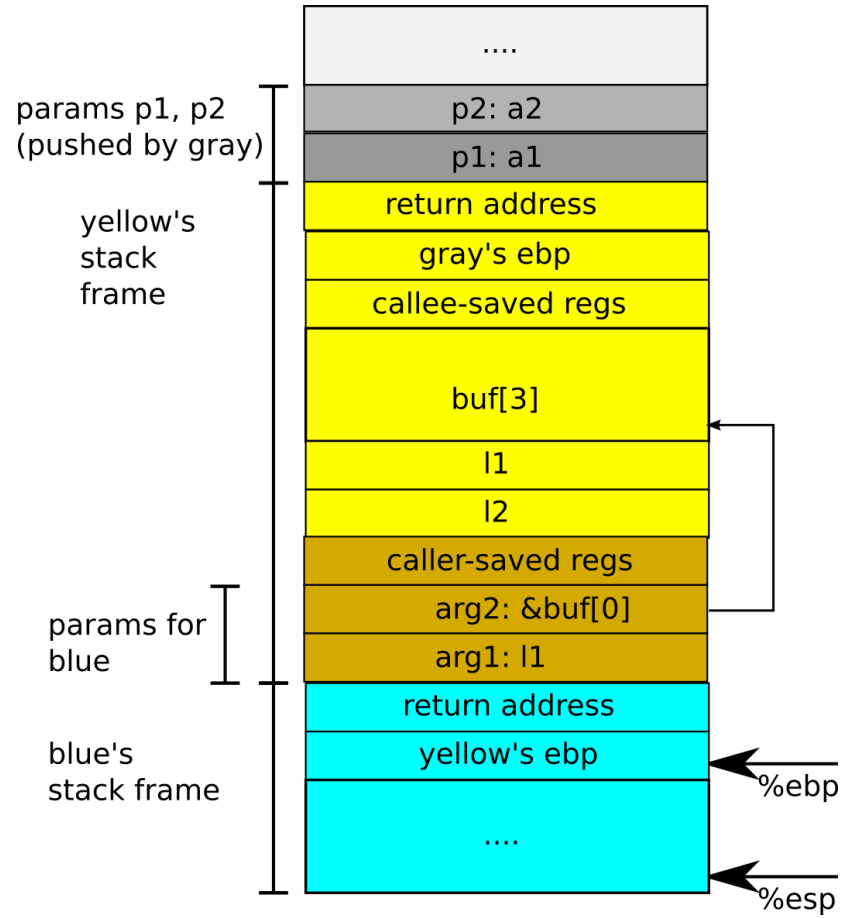 ....
params p1, p2
(pushed by gray)
p2: a2
p1: a1
yellow's
stack
frame
return address
gray's ebp
callee-saved regs
buf[3]
l1
l2
caller-saved regs
params for
blue
arg2: &buf[0]
arg1: l1
blue's
stack frame
return address
yellow's ebp
%ebp
....
%esp